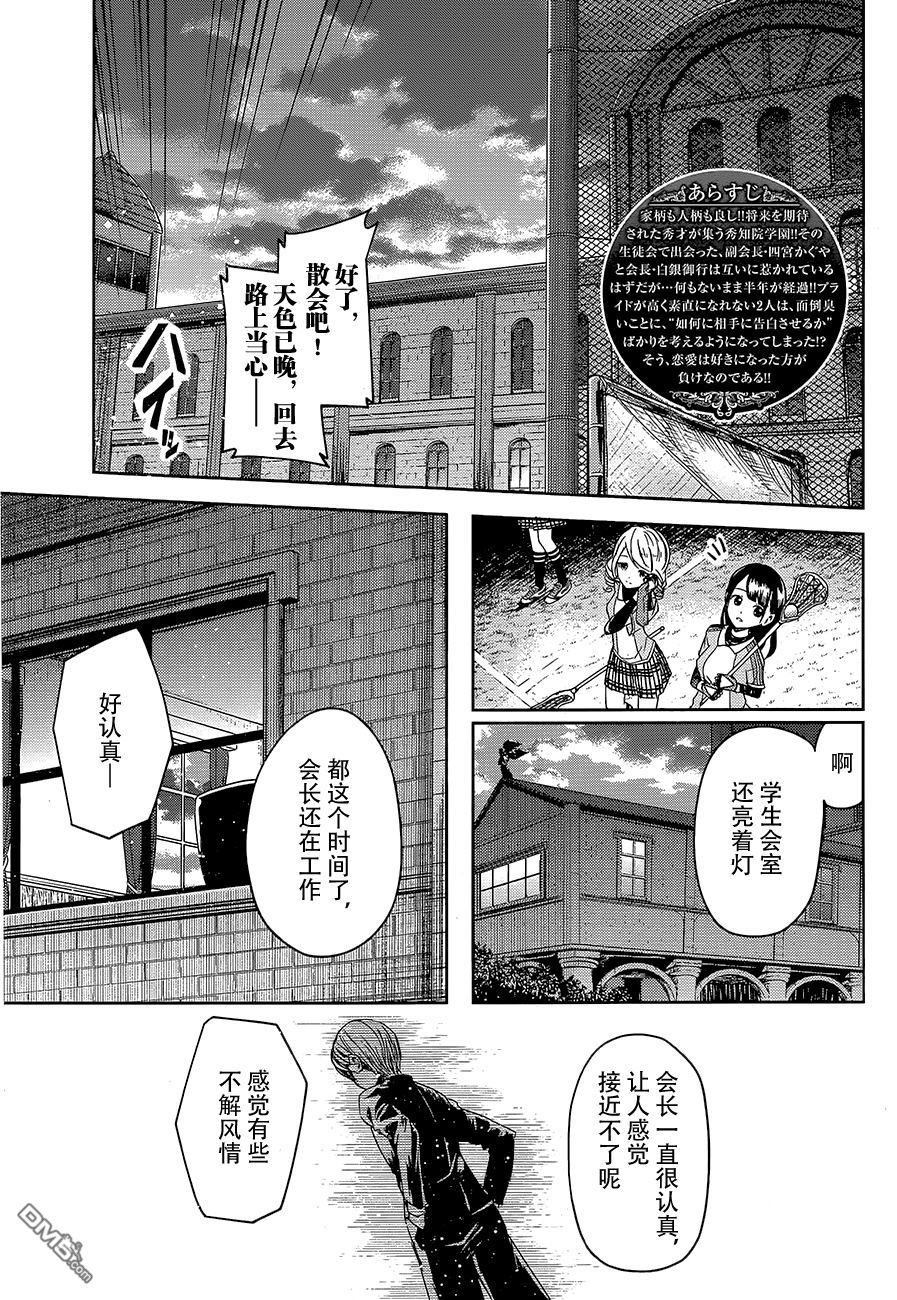 あらすじ
家柄も人柄も良し!!将来を期待
された秀才が集う秀知院学園!!その
生徒会で出会った、副会長・四宮かぐや
と会長・白銀御行は互いに惹かれている
はずだが…何もないまま半年が経過!!プラ
イドが高く素直になれない2人は、面倒臭
いことに、“如何に相手に告白させるか”
ばかりを考えるようになってしまった!?
そう、恋愛は好きになった方が
負けなのである!!
好了，
散会吧！
天色已晚，回去
路上当心——
ハイッ
啊
学生会室
还亮着灯
都这个时间了，
会长还在工作
好认真—
会长一直很认真，
让人感觉
接近不了呢
感觉有些
不解风情
DM5.com